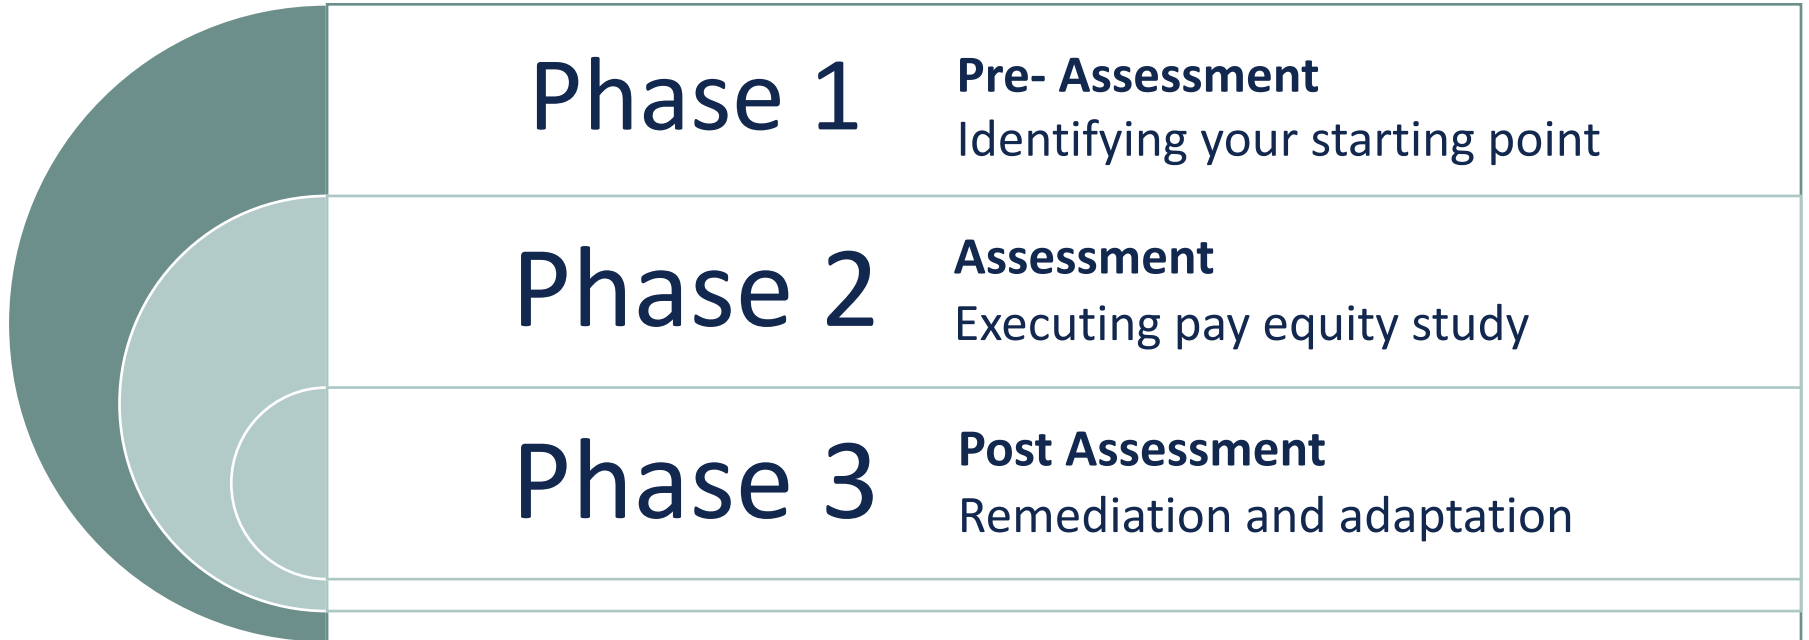 Phase 1
Pre- Assessment
Identifying your starting point
Phase 2
Assessment
Executing pay equity study
Phase 3
Post Assessment
Remediation and adaptation